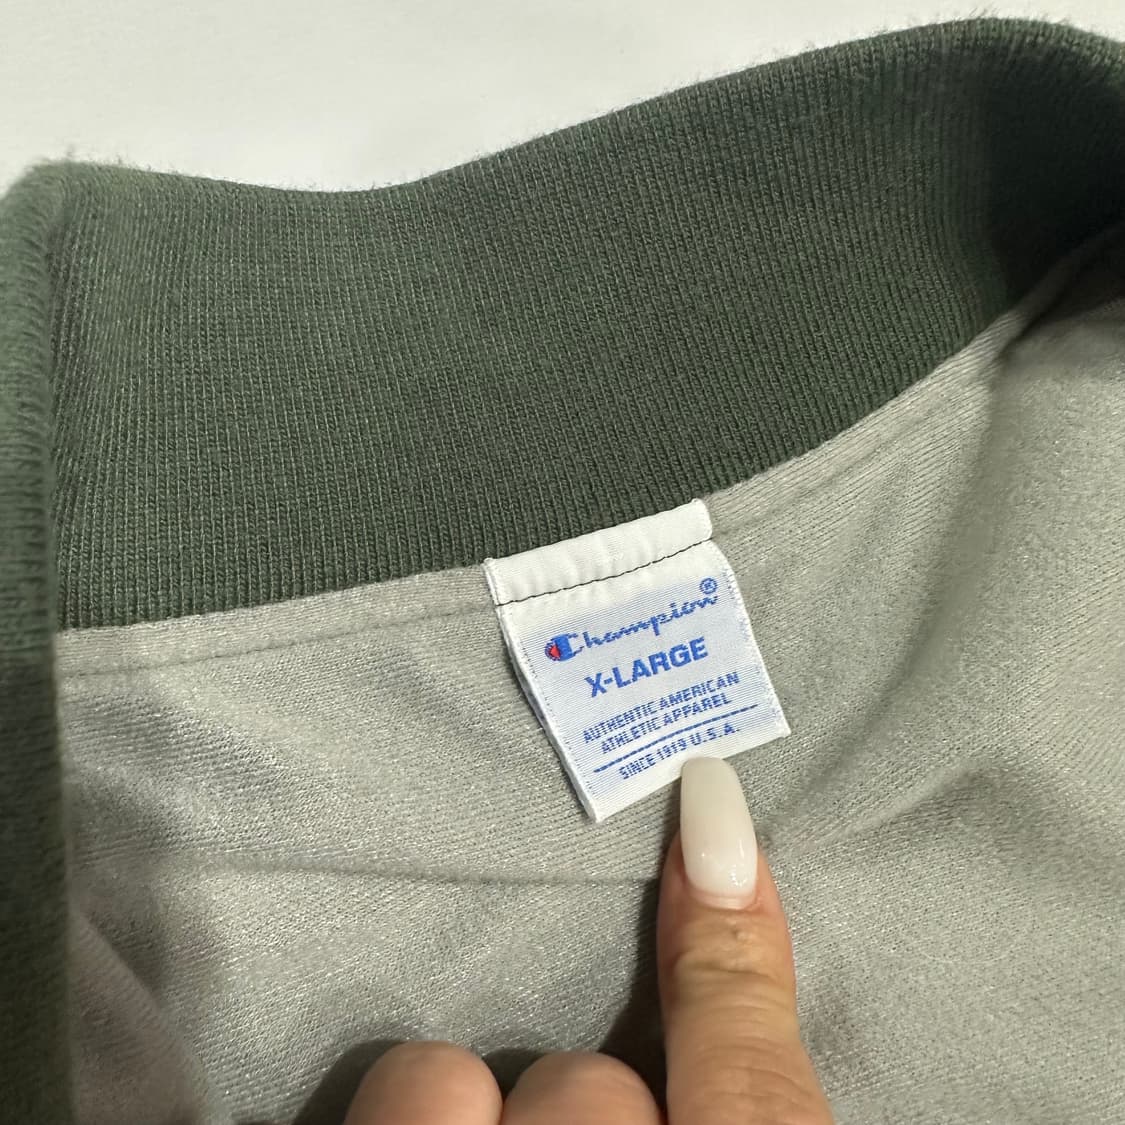 Champion®
X-LARGE
AUTHENTIC AMERICAN
ATHLETIC APPAREL
SINCE 1919 U.S.A.